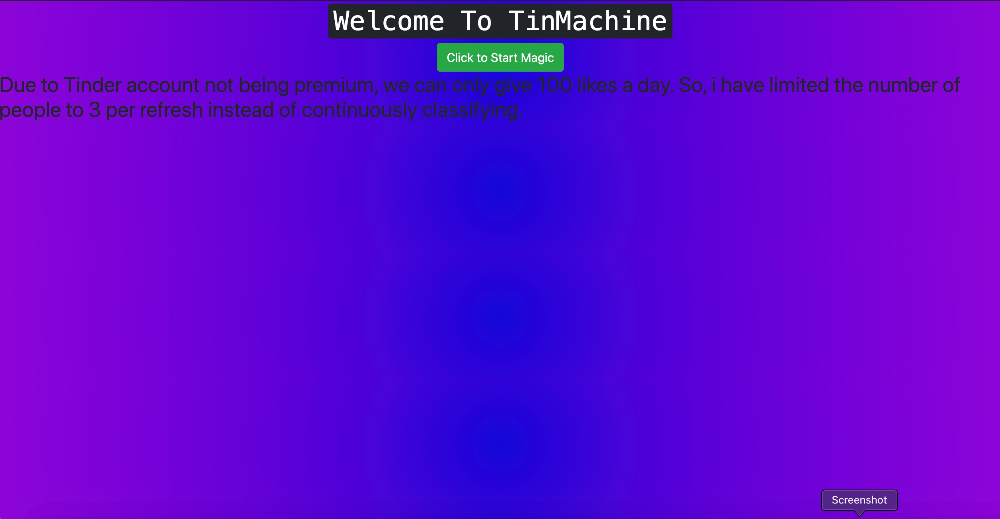 Welcome To TinMachine
Click to Start Magic
Due to Tinder account not being premium, we can only give 100 likes a day. So, i have limited the number of
people to 3 per refresh instead of continuously classifying.
Screenshot